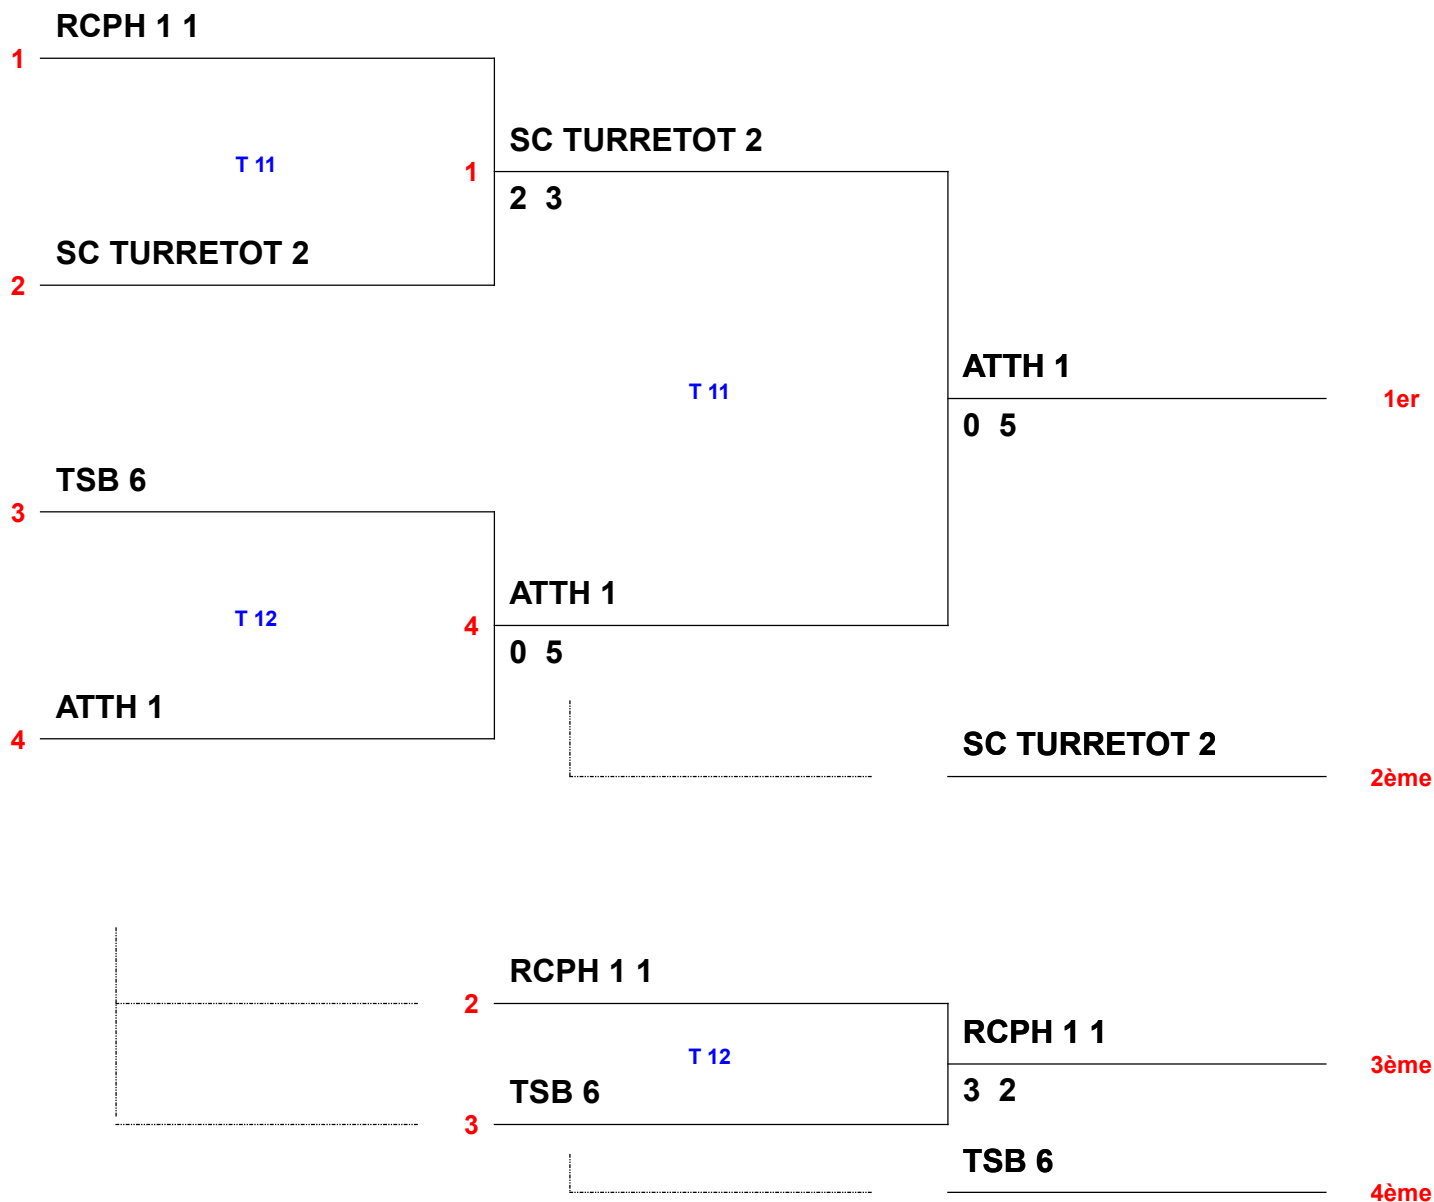 RCPH 1 1
1
SC TURRETOT 2
T 11
1
2 3
SC TURRETOT 2
2
ATTH 1
T 11
1er
0 5
TSB 6
3
ATTH 1
T 12
4
0 5
ATTH 1
4
SC TURRETOT 2
2ème
RCPH 1 1
2
RCPH 1 1
T 12
3ème
TSB 6
3 2
3
TSB 6
4ème